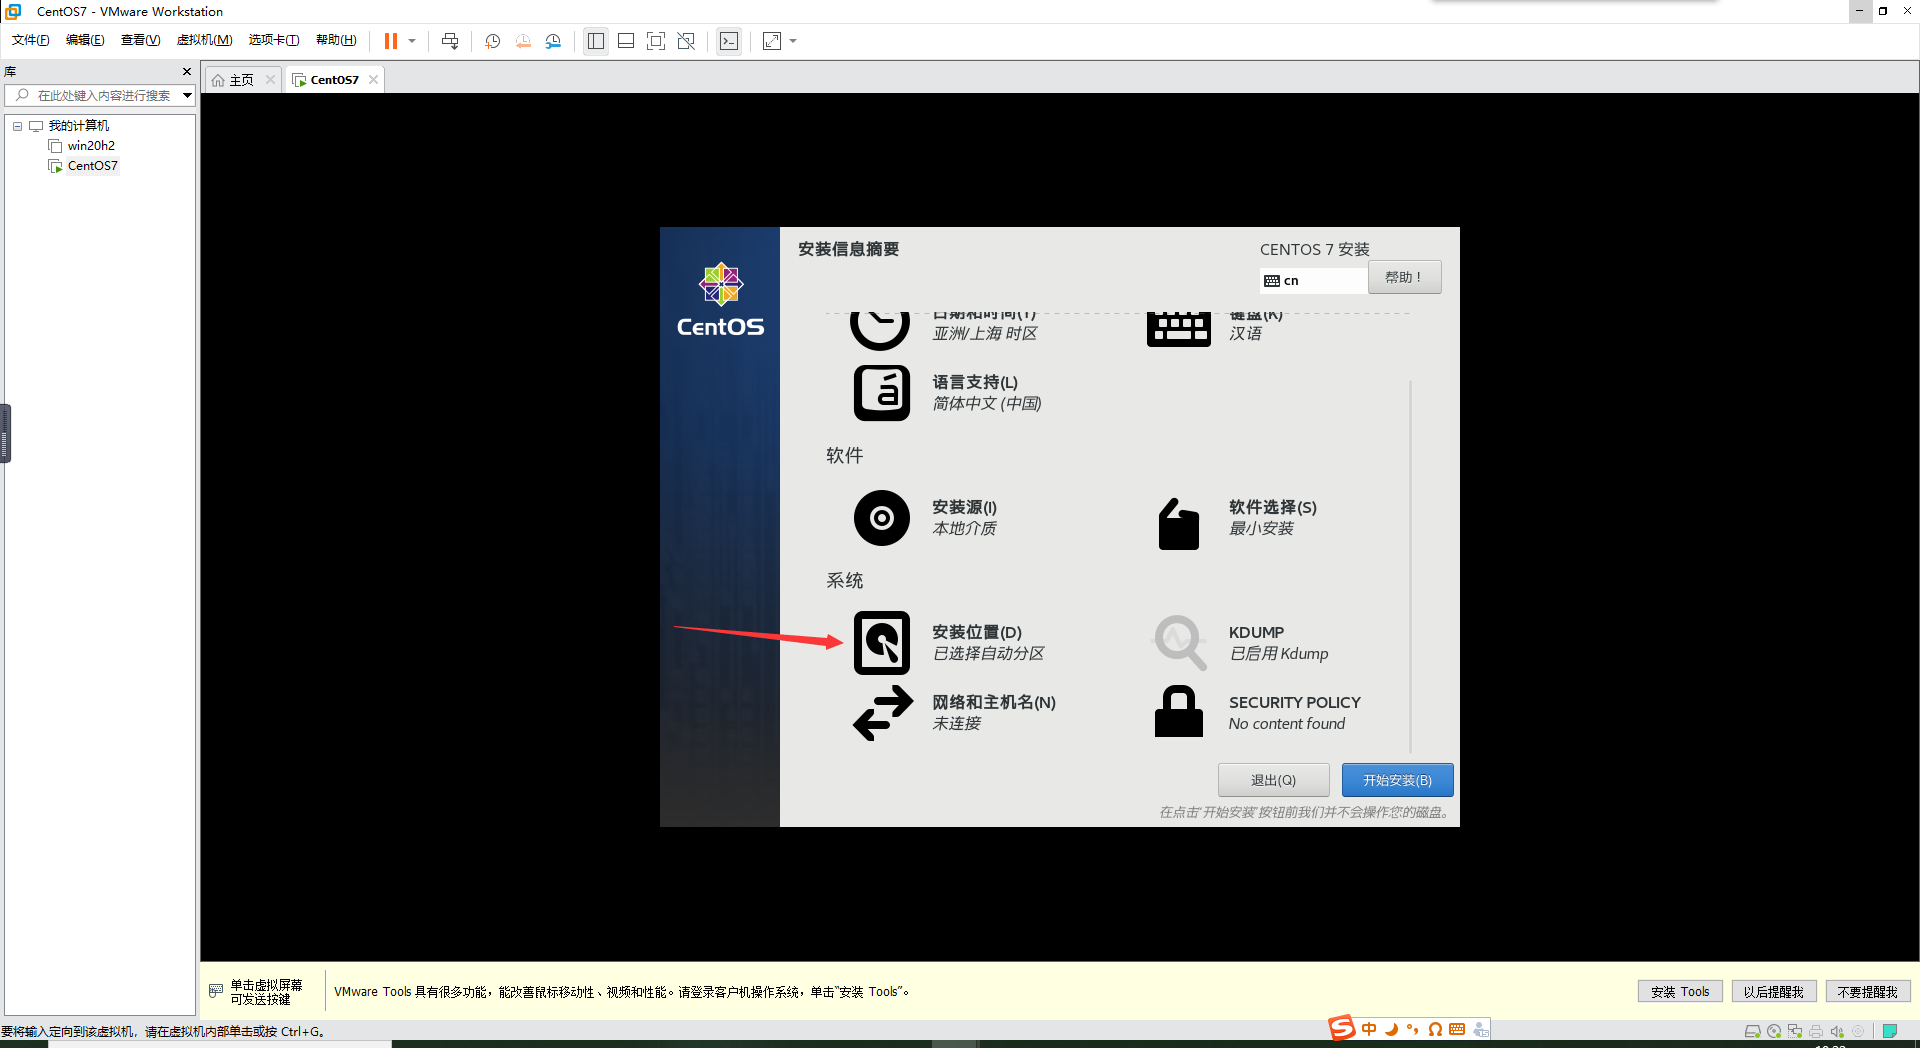 CentOS7 - VMware Workstation
文件(F) 编辑(E) 查看(V) 虚拟机(M) 选项卡(T) 帮助(H)
库
在此处键入内容进行搜索
我的计算机
win20h2
CentOS7
主页
CentOS7
CentOS
安装信息摘要
CENTOS 7 安装
cn
帮助！
日期和时间(T)
亚洲/上海 时区
键盘(K)
汉语
语言支持(L)
简体中文 (中国)
软件
安装源(I)
本地介质
软件选择(S)
最小安装
系统
安装位置(D)
已选择自动分区
KDUMP
已启用 Kdump
网络和主机名(N)
未连接
SECURITY POLICY
No content found
退出(Q)
开始安装(B)
在点击“开始安装”按钮前我们并不会操作您的磁盘。
单击虚拟屏幕
可发送按键
VMware Tools 具有很多功能，能改善鼠标移动性、视频和性能。请登录客户机操作系统，单击“安装 Tools”。
安装 Tools
以后提醒我
不要提醒我
要将输入定向到该虚拟机，请在虚拟机内部单击或按 Ctrl+G。
中